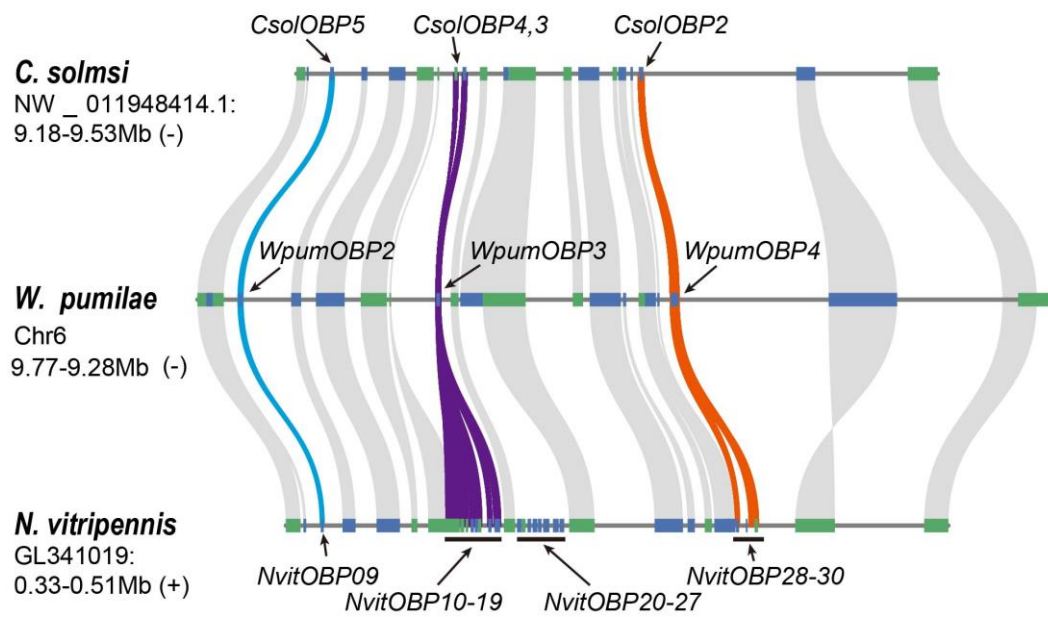 CsolOBP5
CsolOBP4,3
CsolOBP2
C. solmsi
NW _ 011948414.1:
9.18-9.53Mb (-)
WpumOBP2
WpumOBP3
WpumOBP4
W. pumilae
Chr6
9.77-9.28Mb (-)
N. vitripennis
GL341019:
0.33-0.51Mb (+)
NvitOBP09
NvitOBP10-19
NvitOBP20-27
NvitOBP28-30